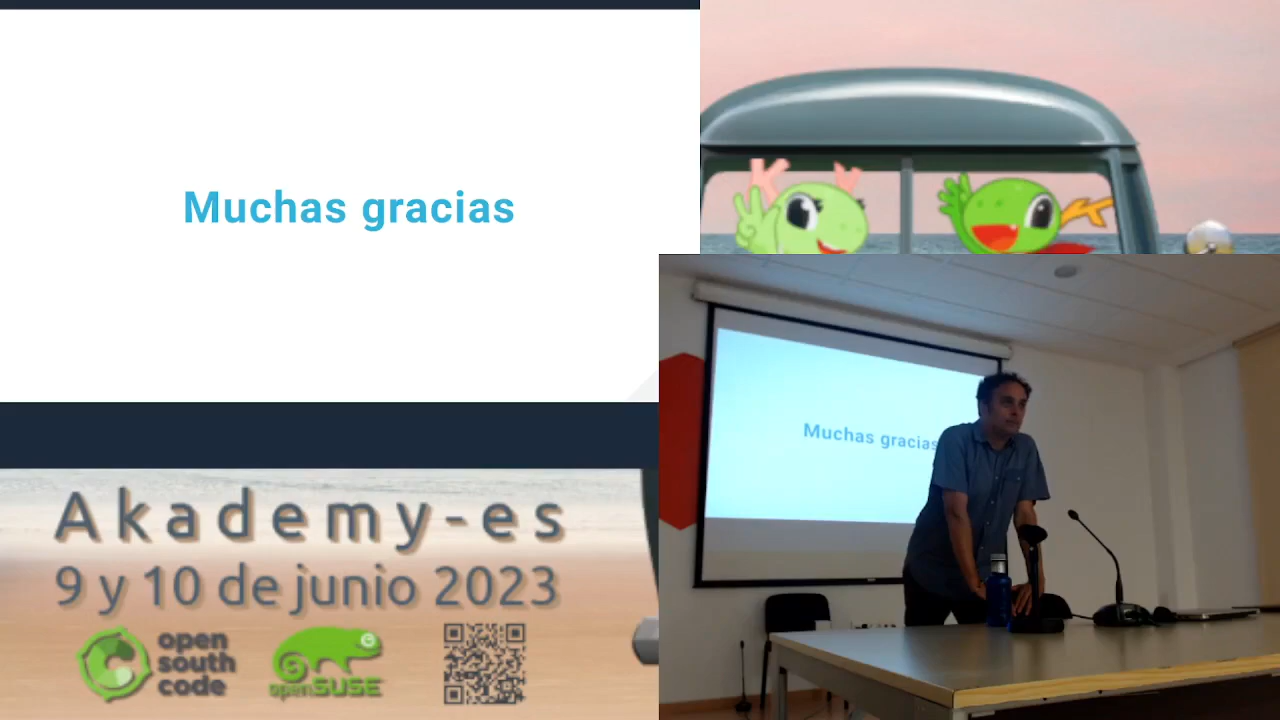 Muchas gracias
Muchas gracias
Akademy-es
9 y 10 de junio 2023
open
south
code
openSUSE